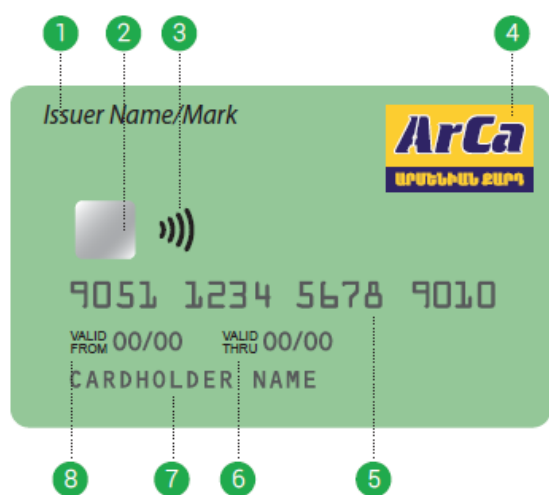 1 2 3 4
Issuer Name/Mark
ArCa
ԱՐՄԵՆԻԱՆ ՔԱՐԴ
9051 1234 5678 9010
VALID FROM 00/00 VALID THRU 00/00
CARDHOLDER NAME
8 7 6 5